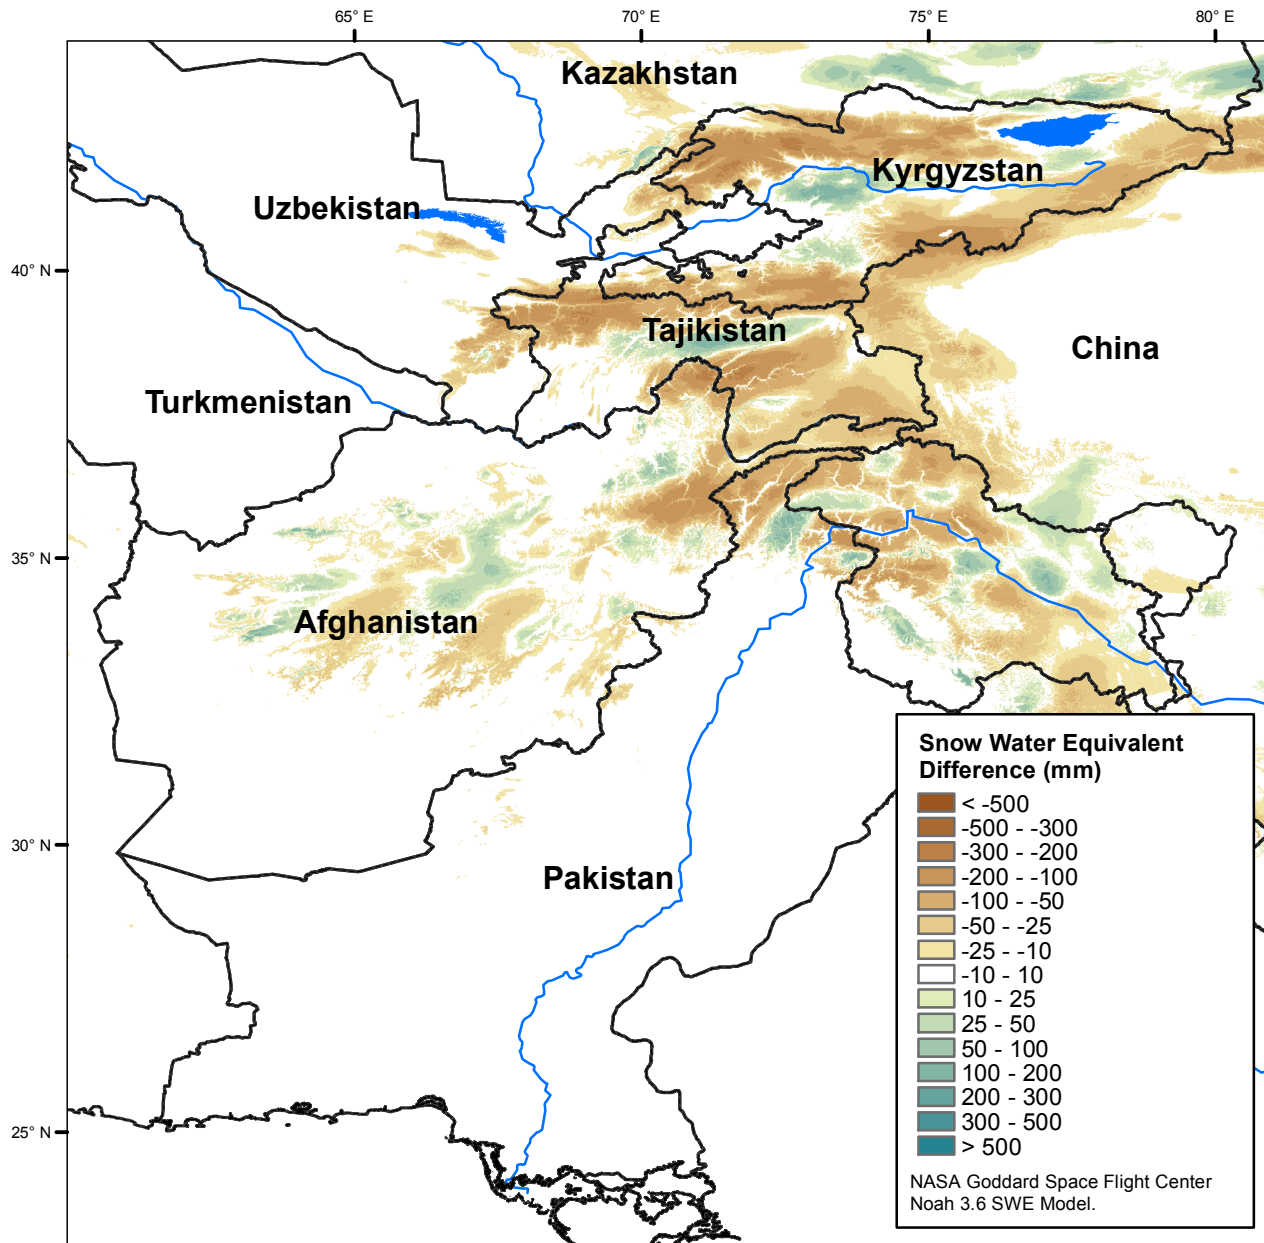 65° E
70° E
75° E
80° E
Kazakhstan
Kyrgyzstan
Uzbekistan
40° N
Tajikistan
China
Turkmenistan
35° N
Afghanistan
Snow Water Equivalent
Difference (mm)
< -500
-500 - -300
-300 - -200
-200 - -100
-100 - -50
-50 - -25
-25 - -10
-10 - 10
10 - 25
25 - 50
50 - 100
100 - 200
200 - 300
300 - 500
> 500
30° N
Pakistan
25° N
NASA Goddard Space Flight Center
Noah 3.6 SWE Model.